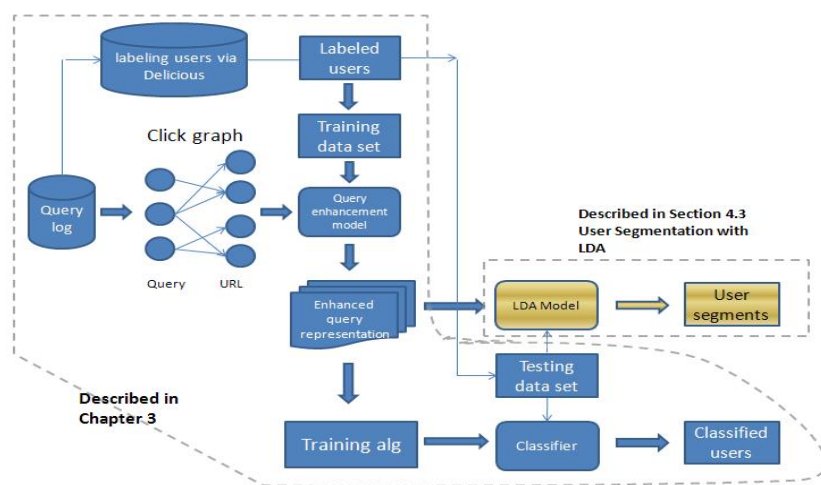 labeling users via
Delicious
Labeled
users
Click graph
Training
data set
Query
log
Query
enhancement
model
Query
URL
Described in Section 4.3
User Segmentation with
LDA
Enhanced
query
representation
LDA Model
User
segments
Testing
data set
Described in
Chapter 3
Training alg
Classifier
Classified
users